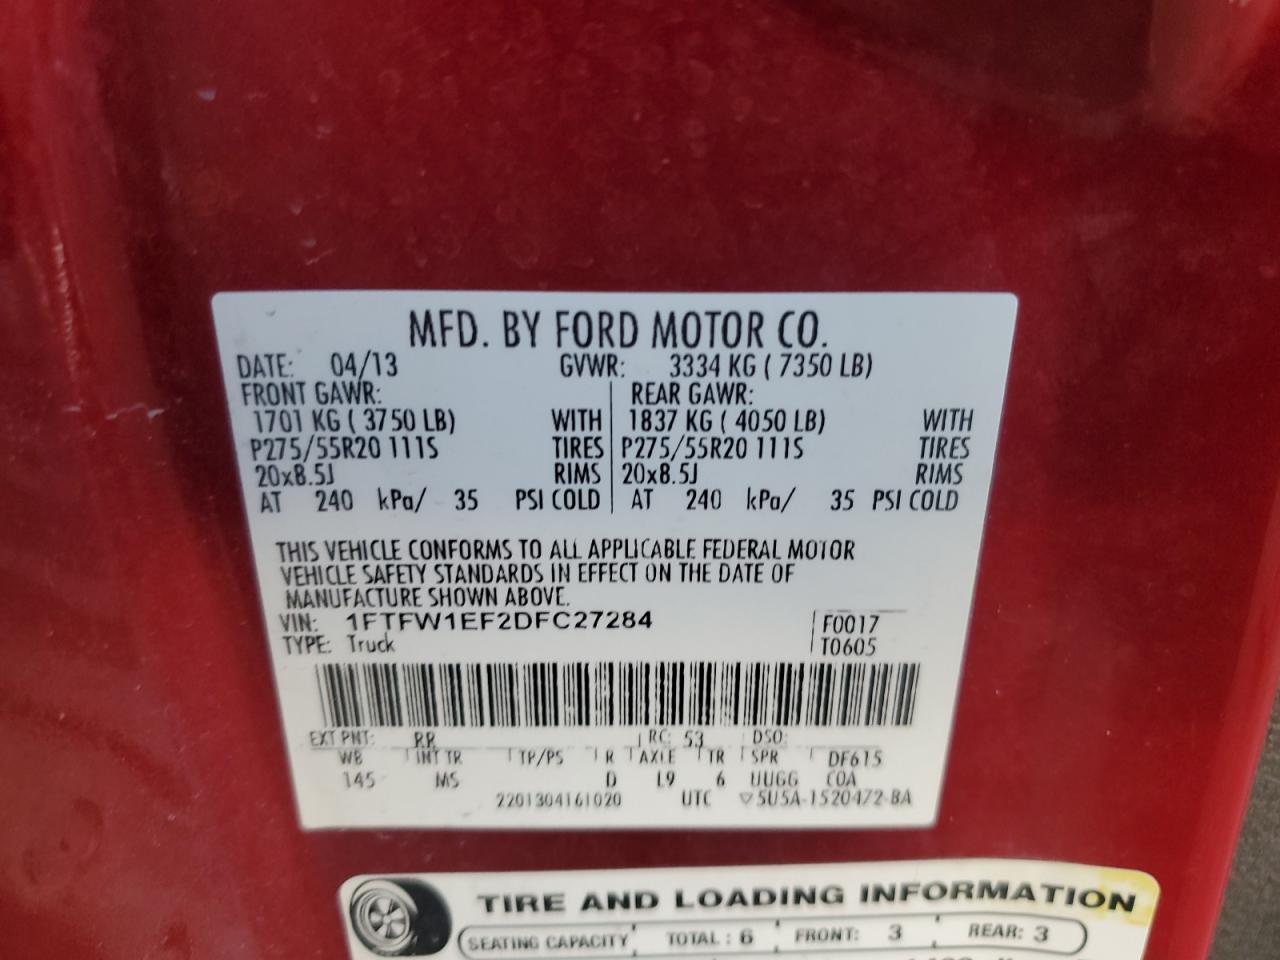 MFD. BY FORD MOTOR CO.
DATE: 04/13 GVWR: 3334 KG ( 7350 LB)
FRONT GAWR: REAR GAWR:
1701 KG ( 3750 LB) WITH 1837 KG ( 4050 LB) WITH
P275/55R20 111S TIRES P275/55R20 111S TIRES
20x8.5J RIMS 20x8.5J RIMS
AT 240 kPa/ 35 PSI COLD AT 240 kPa/ 35 PSI COLD
THIS VEHICLE CONFORMS TO ALL APPLICABLE FEDERAL MOTOR
VEHICLE SAFETY STANDARDS IN EFFECT ON THE DATE OF
MANUFACTURE SHOWN ABOVE.
VIN: 1FTFW1EF2DFC27284 F0017
TYPE: Truck T0605
EXT PNT: RR RC: 53 DSO:
WB INT TR TP/PS R AXLE TR SPR DF615
145 MS D L9 6 UUGG COA
2201304161020 UTC ▽5U5A-1520472-BA
TIRE AND LOADING INFORMATION
SEATING CAPACITY TOTAL : 6 FRONT: 3 REAR: 3